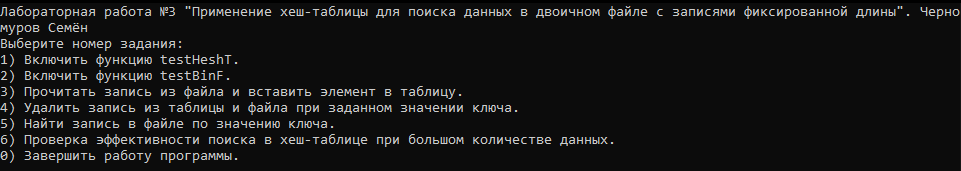 Лабораторная работа №3 "Применение хеш-таблицы для поиска данных в двоичном файле с записями фиксированной длины". Черно
муров Семён
Выберите номер задания:
1) Включить функцию testHeshT.
2) Включить функцию testBinF.
3) Прочитать запись из файла и вставить элемент в таблицу.
4) Удалить запись из таблицы и файла при заданном значении ключа.
5) Найти запись в файле по значению ключа.
6) Проверка эффективности поиска в хеш-таблице при большом количестве данных.
0) Завершить работу программы.